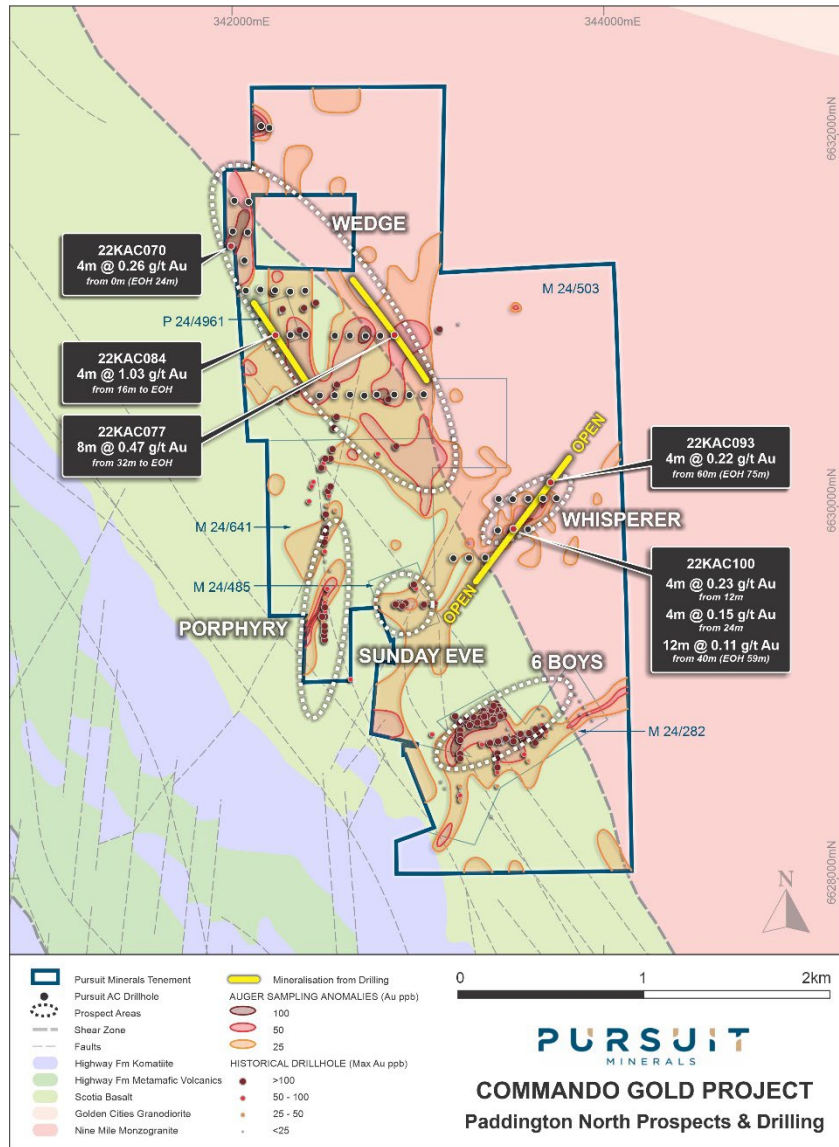 342000mE
344000mE
6632000mN
WEDGE
22KAC070
4m @ 0.26 g/t Au
from 0m (EOH 24m)
M 24/503
P 24/4961
22KAC084
4m @ 1.03 g/t Au
from 16m to EOH
22KAC077
8m @ 0.47 g/t Au
from 32m to EOH
OPEN
22KAC093
4m @ 0.22 g/t Au
from 60m (EOH 75m)
6630000mN
WHISPERER
M 24/641
22KAC100
4m @ 0.23 g/t Au
from 12m
4m @ 0.15 g/t Au
from 24m
12m @ 0.11 g/t Au
from 40m (EOH 59m)
M 24/485
OPEN
PORPHYRY
SUNDAY EVE
6 BOYS
M 24/282
6628000mN
N
Pursuit Minerals Tenement
Pursuit AC Drillhole
Prospect Areas
Shear Zone
Faults
Highway Fm Komatiite
Highway Fm Metamafic Volcanics
Scotia Basalt
Golden Cities Granodiorite
Nine Mile Monzogranite
Mineralisation from Drilling
AUGER SAMPLING ANOMALIES (Au ppb)
100
50
25
HISTORICAL DRILLHOLE (Max Au ppb)
>100
50 - 100
25 - 50
<25
0 1 2km
PURSUIT
MINERALS
COMMANDO GOLD PROJECT
Paddington North Prospects & Drilling